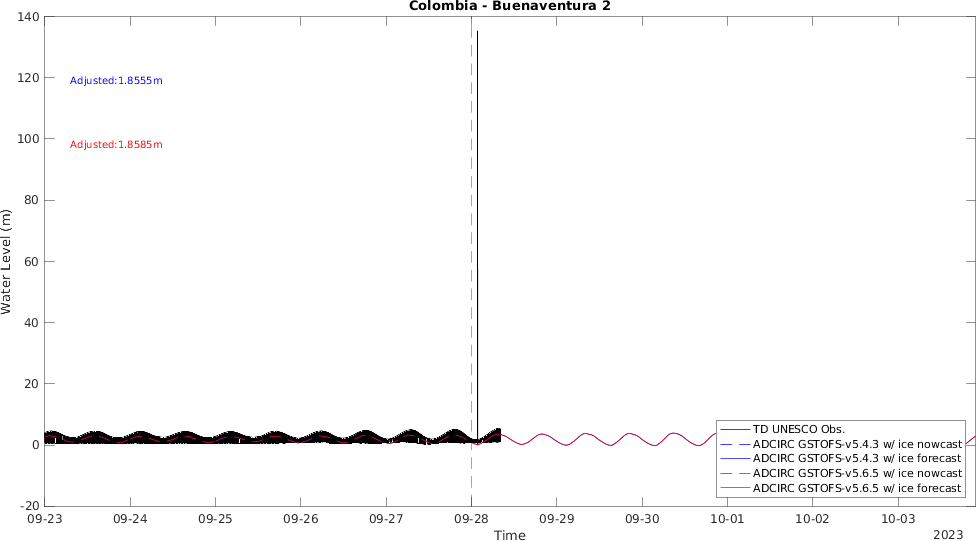 Colombia - Buenaventura 2
140
120
100
80
60
40
20
0
-20
Water Level (m)
Adjusted:1.8555m
Adjusted:1.8585m
TD UNESCO Obs.
ADCIRC GSTOFS-v5.4.3 w/ ice nowcast
ADCIRC GSTOFS-v5.4.3 w/ ice forecast
ADCIRC GSTOFS-v5.6.5 w/ ice nowcast
ADCIRC GSTOFS-v5.6.5 w/ ice forecast
09-23 09-24 09-25 09-26 09-27 09-28 09-29 09-30 10-01 10-02 10-03
Time
2023